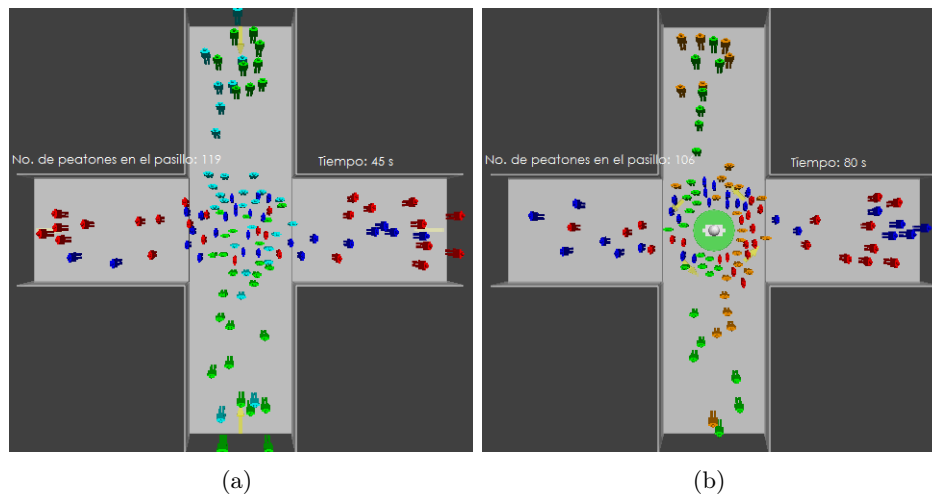 No. de peatones en el pasillo: 119
Tiempo: 45 s
No. de peatones en el pasillo: 106
Tiempo: 80 s
(a)
(b)